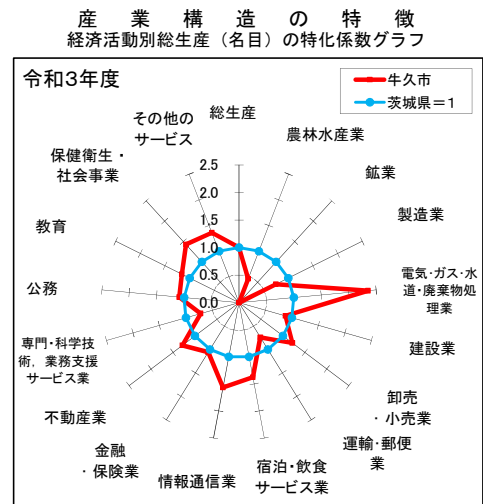 産業構造の特徴
経済活動別総生産（名目）の特化係数グラフ
令和3年度
牛久市
茨城県＝1
総生産
農林水産業
鉱業
製造業
電気・ガス・水
道・廃棄物処
理業
建設業
卸売
・小売業
運輸・郵便
業
宿泊・飲食
サービス業
情報通信業
金融
・保険業
不動産業
専門・科学技
術，業務支援
サービス業
公務
教育
保健衛生・
社会事業
その他の
サービス
2.5
2.0
1.5
1.0
0.5
0.0